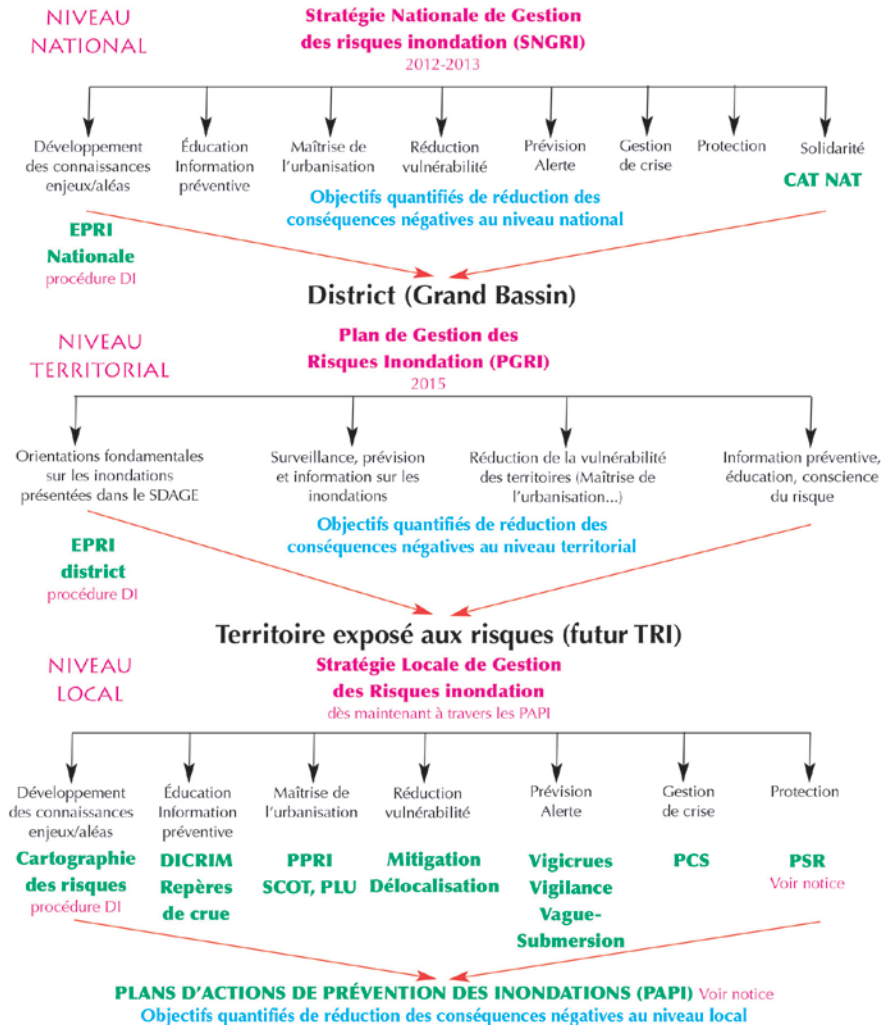 NIVEAU
NATIONAL
Stratégie Nationale de Gestion
des risques inondation (SNGRI)
2012-2013
Développement
des connaissances
enjeux/aléas
Éducation
Information
préventive
Maîtrise de
l'urbanisation
Réduction
vulnérabilité
Prévision
Alerte
Gestion
de crise
Protection
Solidarité
CAT NAT
Objectifs quantifiés de réduction des
conséquences négatives au niveau national
EPRI
Nationale
procédure DI
District (Grand Bassin)
NIVEAU
TERRITORIAL
Plan de Gestion des
Risques Inondation (PGRI)
2015
Orientations fondamentales
sur les inondations
présentées dans le SDAGE
Surveillance, prévision
et information sur les
inondations
Réduction de la vulnérabilité
des territoires (Maîtrise de
l'urbanisation...)
Information préventive,
éducation, conscience
du risque
Objectifs quantifiés de réduction des
conséquences négatives au niveau territorial
EPRI
district
procédure DI
Territoire exposé aux risques (futur TRI)
NIVEAU
LOCAL
Stratégie Locale de Gestion
des Risques inondation
dès maintenant à travers les PAPI
Développement
des connaissances
enjeux/aléas
Cartographie
des risques
procédure DI
Éducation
Information
préventive
DICRIM
Repères
de crue
Maîtrise de
l'urbanisation
PPRI
SCOT, PLU
Réduction
vulnérabilité
Mitigation
Délocalisation
Prévision
Alerte
Vigicrues
Vigilance
Vague-
Submersion
Gestion
de crise
PCS
Protection
PSR
Voir notice
PLANS D'ACTIONS DE PRÉVENTION DES INONDATIONS (PAPI) Voir notice
Objectifs quantifiés de réduction des conséquences négatives au niveau local